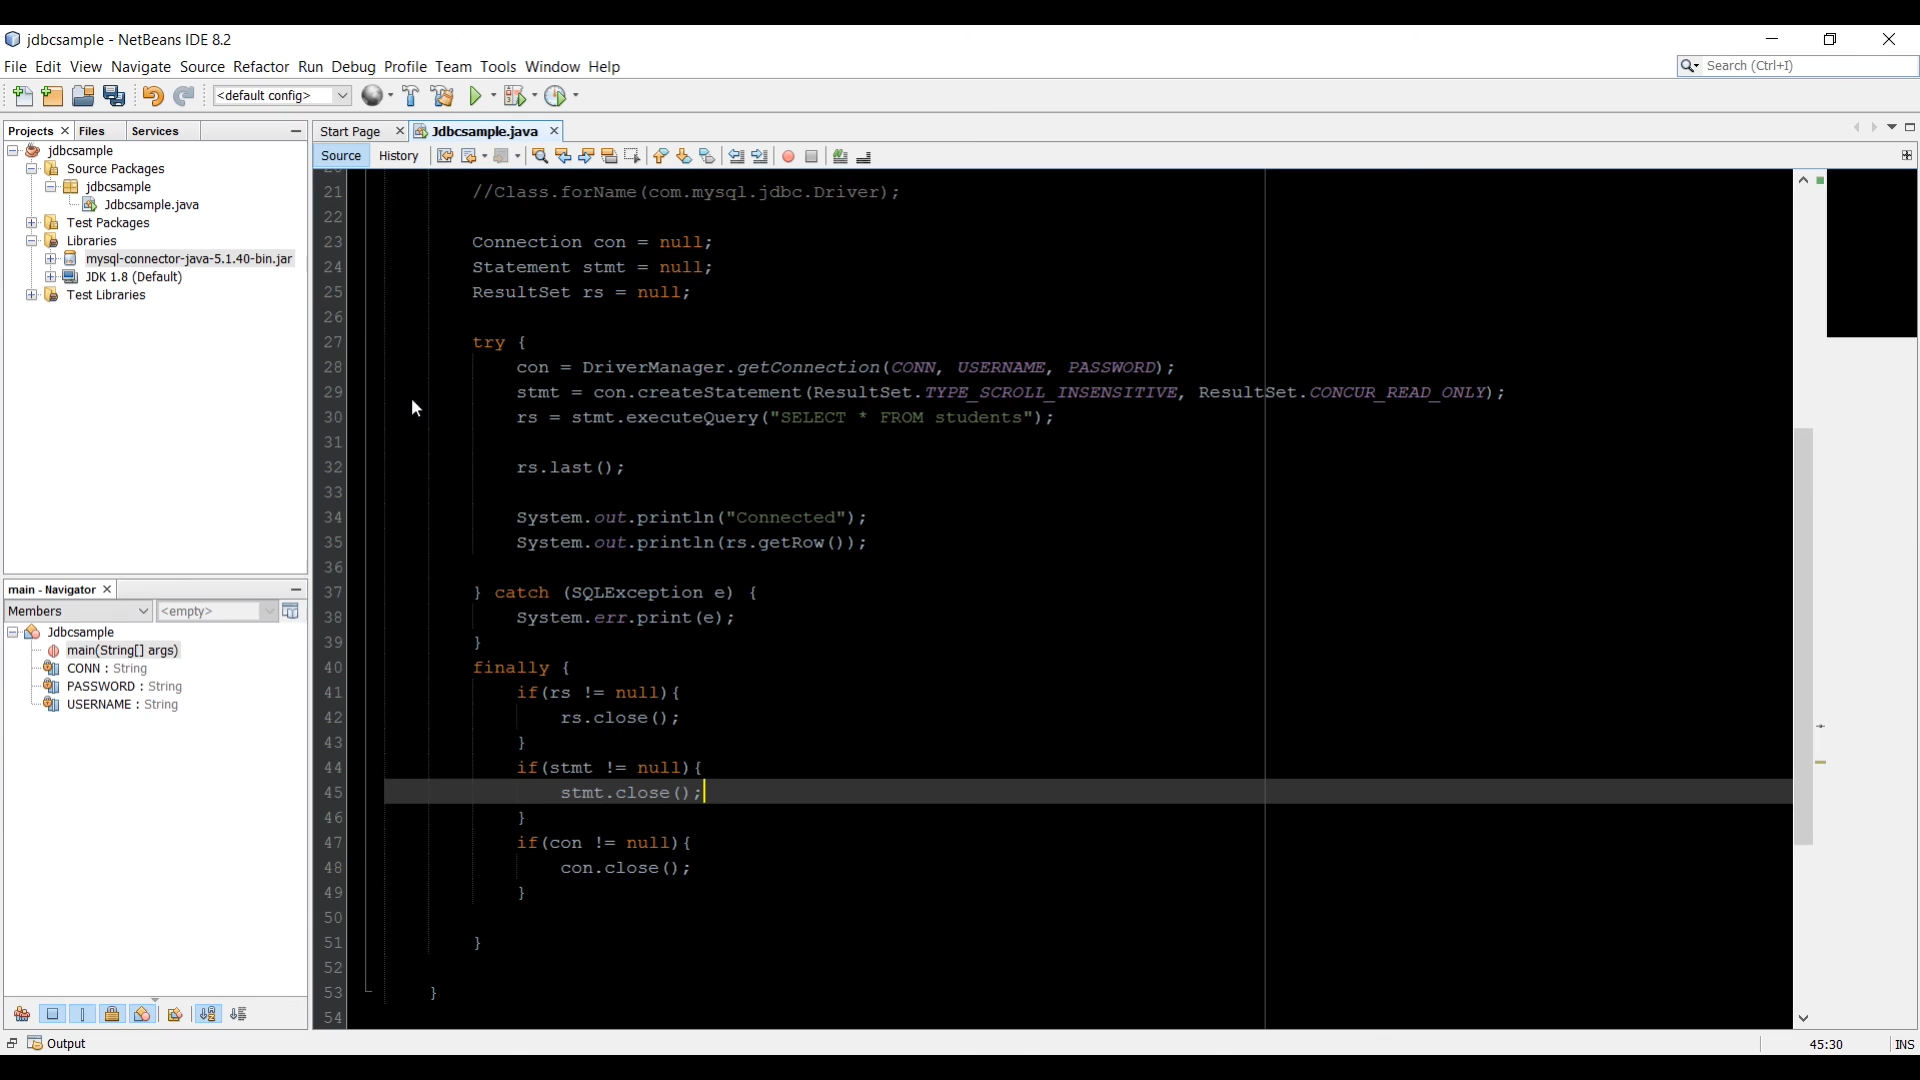 jdbcsample - NetBeans IDE 8.2
File Edit View Navigate Source Refactor Run Debug Profile Team Tools Window Help
Search (Ctrl+I)
<default config>
Projects Files Services
Start Page Jdbcsample.java
Source History
jdbcsample
Source Packages
jdbcsample
Jdbcsample.java
Test Packages
Libraries
mysql-connector-java-5.1.40-bin.jar
JDK 1.8 (Default)
Test Libraries
main - Navigator
Members <empty>
Jdbcsample
main(String[] args)
CONN : String
PASSWORD : String
USERNAME : String
21 //Class.forName(com.mysql.jdbc.Driver);
22
23 Connection con = null;
24 Statement stmt = null;
25 ResultSet rs = null;
26
27 try {
28 con = DriverManager.getConnection(CONN, USERNAME, PASSWORD);
29 stmt = con.createStatement(ResultSet.TYPE_SCROLL_INSENSITIVE, ResultSet.CONCUR_READ_ONLY);
30 rs = stmt.executeQuery("SELECT * FROM students");
31
32 rs.last();
33
34 System.out.println("Connected");
35 System.out.println(rs.getRow());
36
37 } catch (SQLException e) {
38 System.err.print(e);
39 }
40 finally {
41 if(rs != null){
42 rs.close();
43 }
44 if(stmt != null){
45 stmt.close();
46 }
47 if(con != null){
48 con.close();
49 }
50
51 }
52
53 }
54
Output
45:30 INS